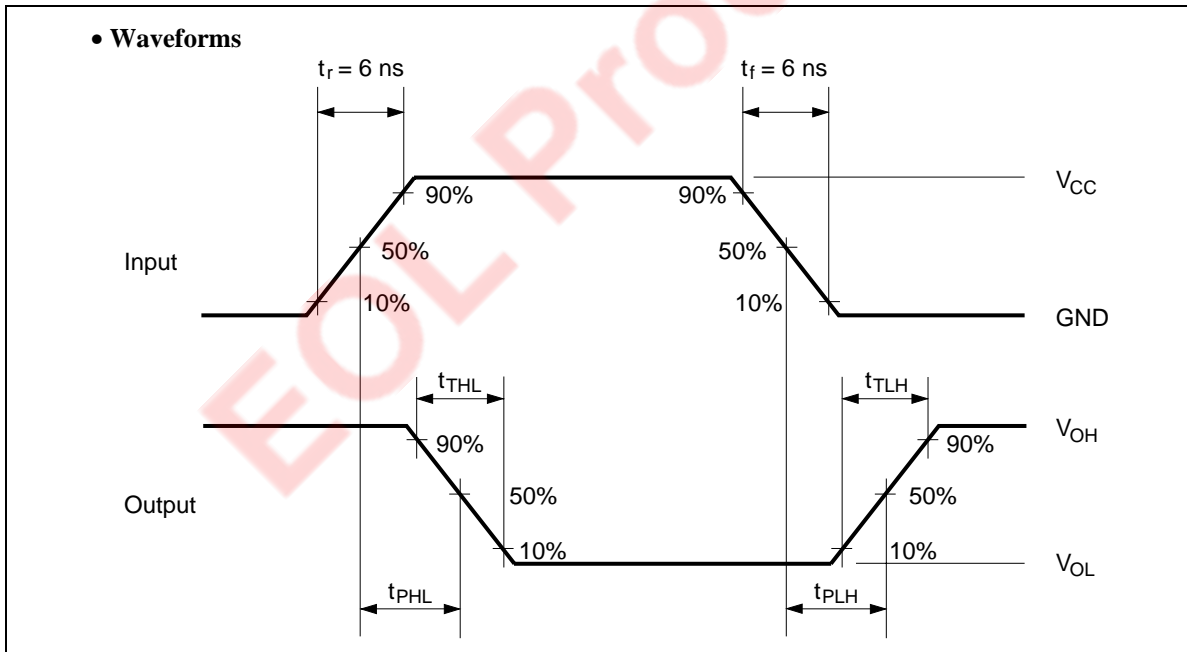 • Waveforms
tr = 6 ns
tf = 6 ns
90%
90%
VCC
Input
50%
50%
10%
10%
GND
tTHL
tTLH
VOH
90%
90%
Output
50%
50%
10%
10%
VOL
tPHL
tPLH
EOL Pro